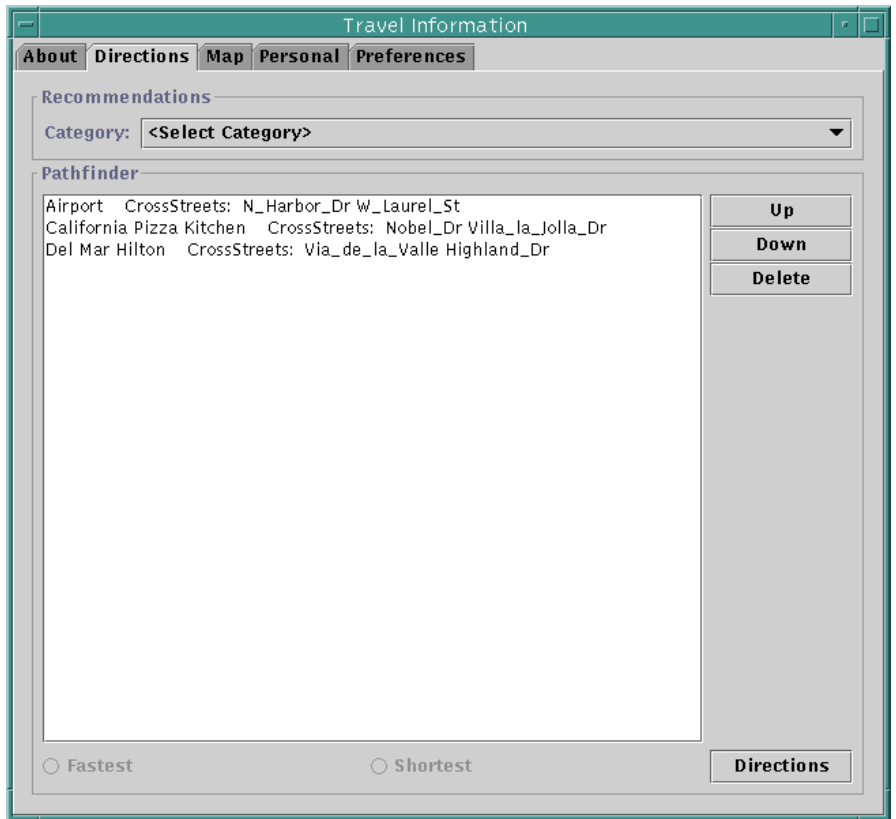 Travel Information
About Directions Map Personal Preferences
Recommendations
Category: <Select Category>
Pathfinder
Airport CrossStreets: N_Harbor_Dr W_Laurel_St
California Pizza Kitchen CrossStreets: Nobel_Dr Villa_la_Jolla_Dr
Del Mar Hilton CrossStreets: Via_de_la_Valle Highland_Dr
Up
Down
Delete
Fastest Shortest Directions